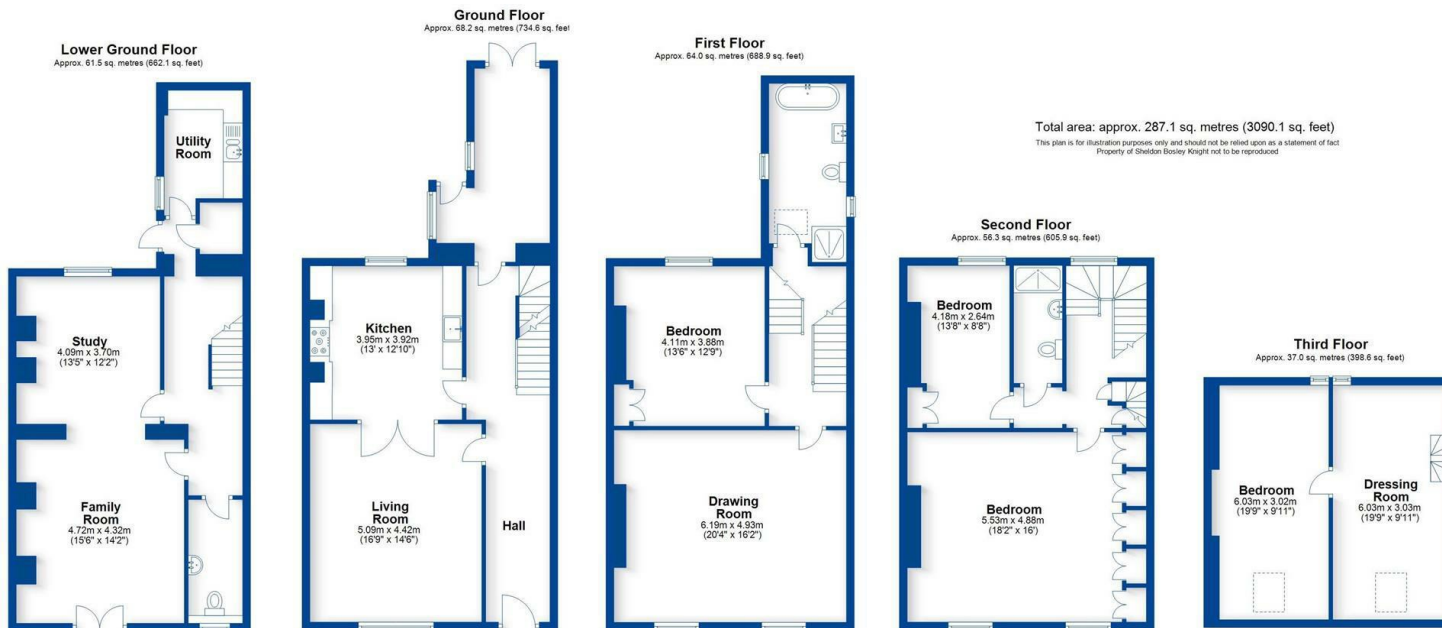 Lower Ground Floor
Approx. 61.5 sq. metres (662.1 sq. feet)
Utility
Room
Study
4.09m x 3.70m
(13'5" x 12'2")
Family
Room
4.72m x 4.32m
(15'6" x 14'2")
Ground Floor
Approx. 68.2 sq. metres (734.6 sq. feet
Kitchen
3.95m x 3.92m
(13' x 12'10")
Living
Room
5.09m x 4.42m
(16'9" x 14'6")
Hall
First Floor
Approx. 64.0 sq. metres (688.9 sq. feet)
Bedroom
4.11m x 3.88m
(13'6" x 12'9")
Drawing
Room
6.19m x 4.93m
(20'4" x 16'2")
Total area: approx. 287.1 sq. metres (3090.1 sq. feet)
This plan is for illustration purposes only and should not be relied upon as a statement of fact
Property of Sheldon Bosley Knight not to be reproduced
Second Floor
Approx. 56.3 sq. metres (605.9 sq. feet)
Bedroom
4.18m x 2.64m
(13'8" x 8'8")
Bedroom
5.53m x 4.88m
(18'2" x 16')
Third Floor
Approx. 37.0 sq. metres (398.6 sq. feet)
Bedroom
6.03m x 3.02m
(19'9" x 9'11")
Dressing
Room
6.03m x 3.03m
(19'9" x 9'11")